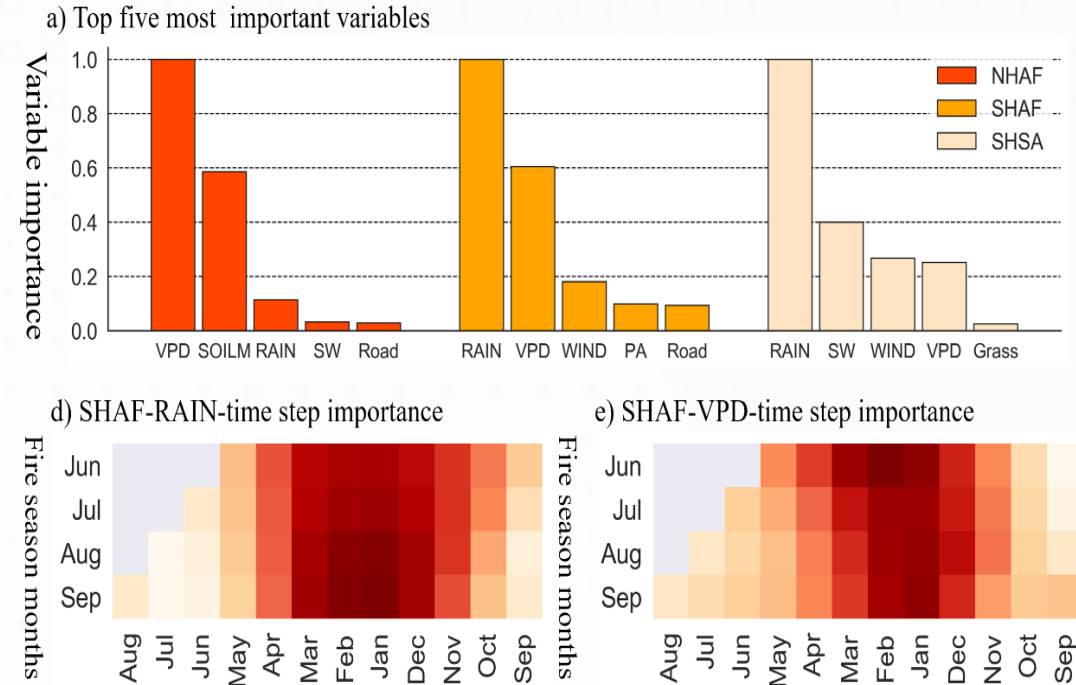 a) Top five most important variables
Variable importance
1.0
0.8
0.6
0.4
0.2
0.0
NHAF
SHAF
SHSA
VPD SOILM RAIN SW Road
RAIN VPD WIND PA Road
RAIN SW WIND VPD Grass
d) SHAF-RAIN-time step importance
Fire season months
Jun
Jul
Aug
Sep
Aug Jul Jun May Apr Mar Feb Jan Dec Nov Oct Sep
e) SHAF-VPD-time step importance
Fire season months
Jun
Jul
Aug
Sep
Aug Jul Jun May Apr Mar Feb Jan Dec Nov Oct Sep